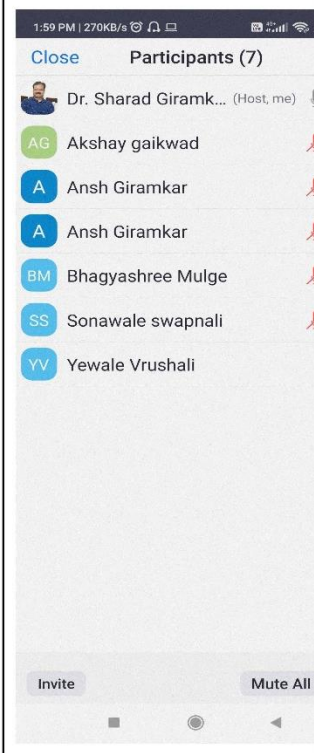 1:59 PM | 270KB/s
Close Participants (7)
Dr. Sharad Giramk... (Host, me)
AG Akshay gaikwad
A Ansh Giramkar
A Ansh Giramkar
BM Bhagyashree Mulge
SS Sonawale swapnali
YV Yewale Vrushali
Invite Mute All